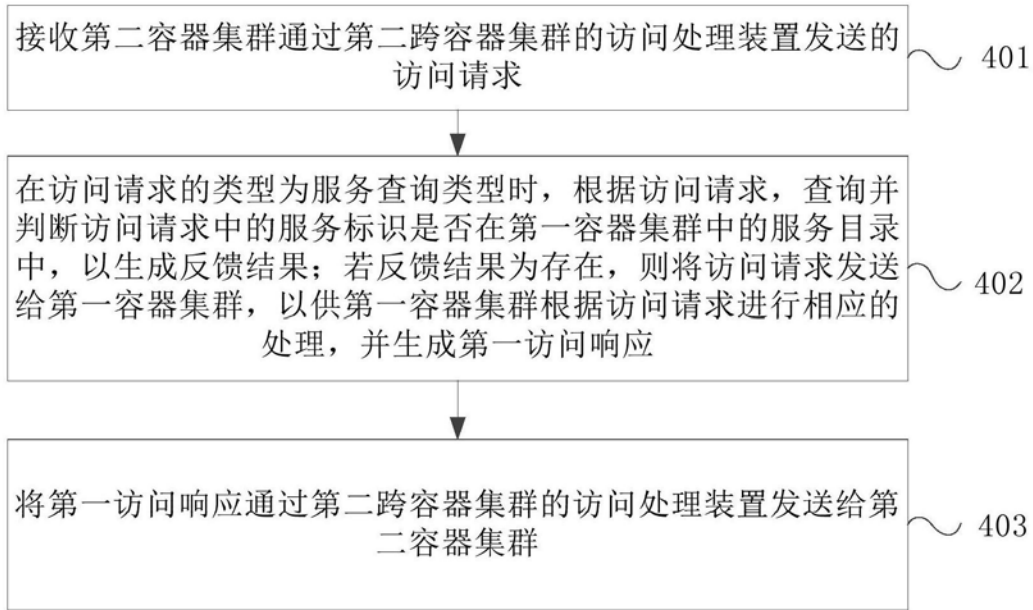 接收第二容器集群通过第二跨容器集群的访问处理装置发送的
访问请求
401
在访问请求的类型为服务查询类型时，根据访问请求，查询并
判断访问请求中的服务标识是否在第一容器集群中的服务目录
中，以生成反馈结果；若反馈结果为存在，则将访问请求发送
给第一容器集群，以供第一容器集群根据访问请求进行相应的
处理，并生成第一访问响应
402
将第一访问响应通过第二跨容器集群的访问处理装置发送给第
二容器集群
403